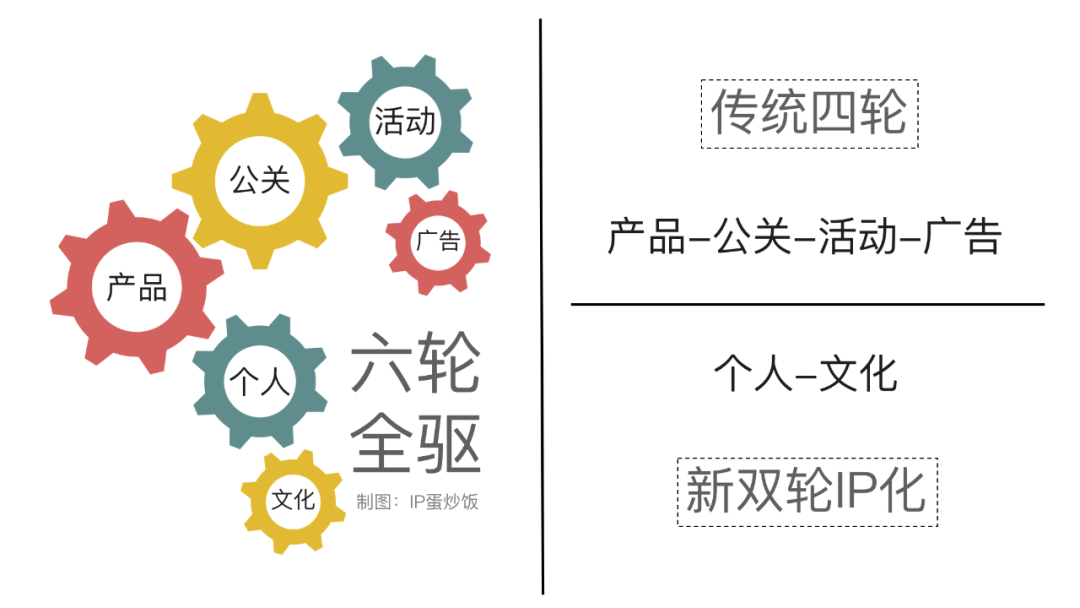 活动
公关
广告
产品
个人
文化
六轮
全驱
制图：IP蛋炒饭
传统四轮
产品–公关–活动–广告
个人–文化
新双轮IP化